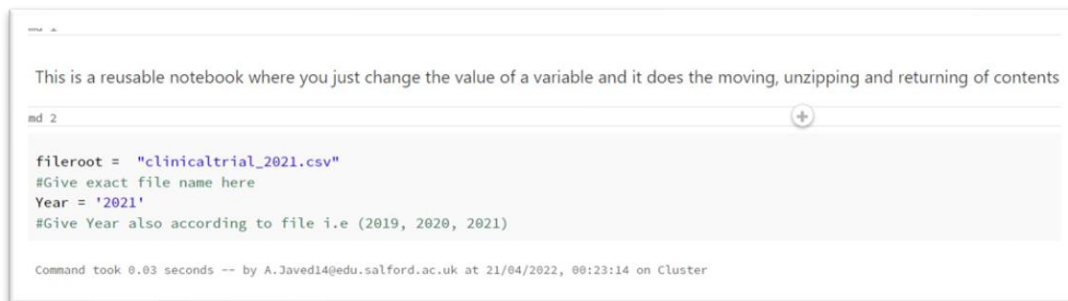 This is a reusable notebook where you just change the value of a variable and it does the moving, unzipping and returning of contents
md 2
fileroot =  "clinicaltrial_2021.csv"
#Give exact file name here
Year = '2021'
#Give Year also according to file i.e (2019, 2020, 2021)
Command took 0.03 seconds -- by A.Javed14@edu.salford.ac.uk at 21/04/2022, 00:23:14 on Cluster